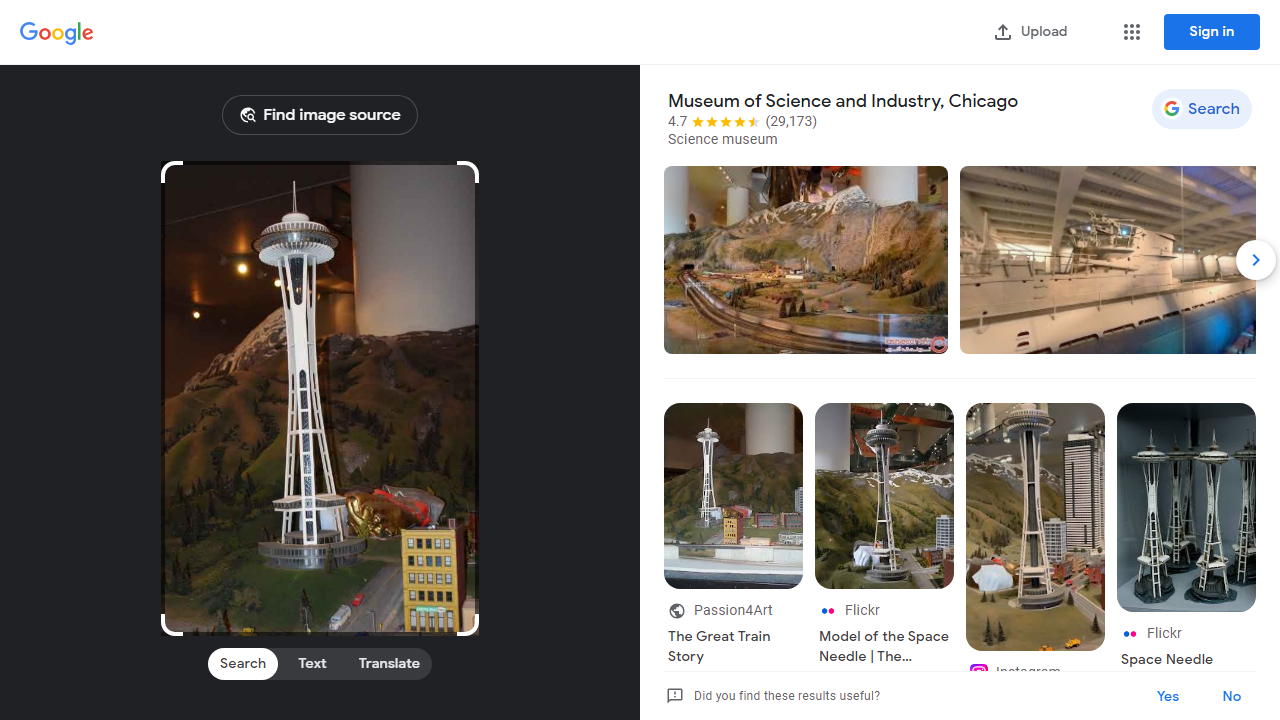 Google
Upload
Sign in
Find image source
Search
Text
Translate
Museum of Science and Industry, Chicago
4.7 (29,173)
Science museum
Search
Passion4Art
The Great Train
Story
Flickr
Model of the Space
Needle | The...
Instagram
Flickr
Space Needle
Did you find these results useful?
Yes
No